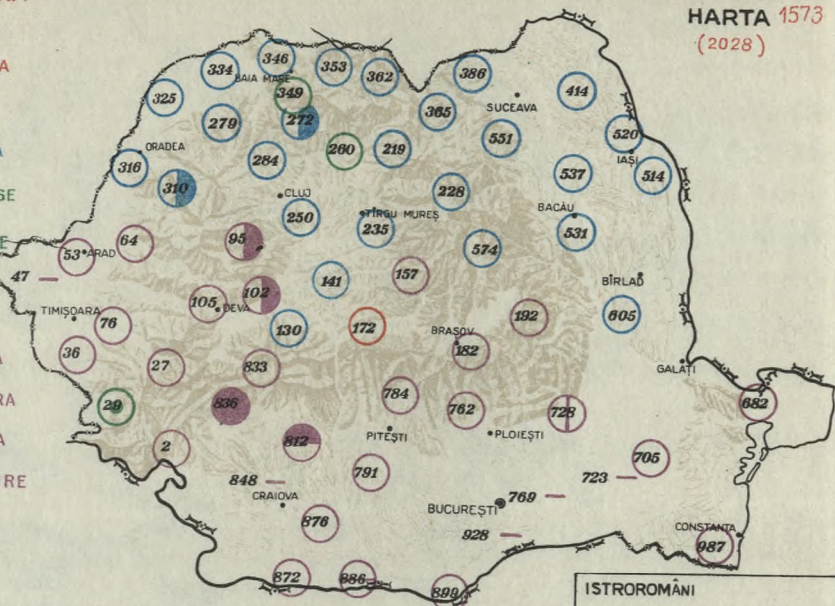 HARTA 1573
(2028)
346
353
334
BAIA MARE
362
386
349
325
414
SUCEAVA
365
272
279
520
551
260
219
ORADEA
284
IAȘI
316
537
514
310
228
CLUJ
250
TÎRGU MUREȘ
BACĂU
235
531
64
95
574
53
ARAD
157
47
141
BÎRLAD
102
105
DEVA
TIMIȘOARA
76
130
172
192
605
BRAȘOV
182
36
27
833
GALAȚI
784
29
836
762
728
682
PITEȘTI
PLOIEȘTI
812
2
791
705
848
723
769
CRAIOVA
BUCUREȘTI
876
928
CONSTANȚA
987
872
886
899
ISTROROMÂNI
A
A
SE
E
A
RA
A
RE